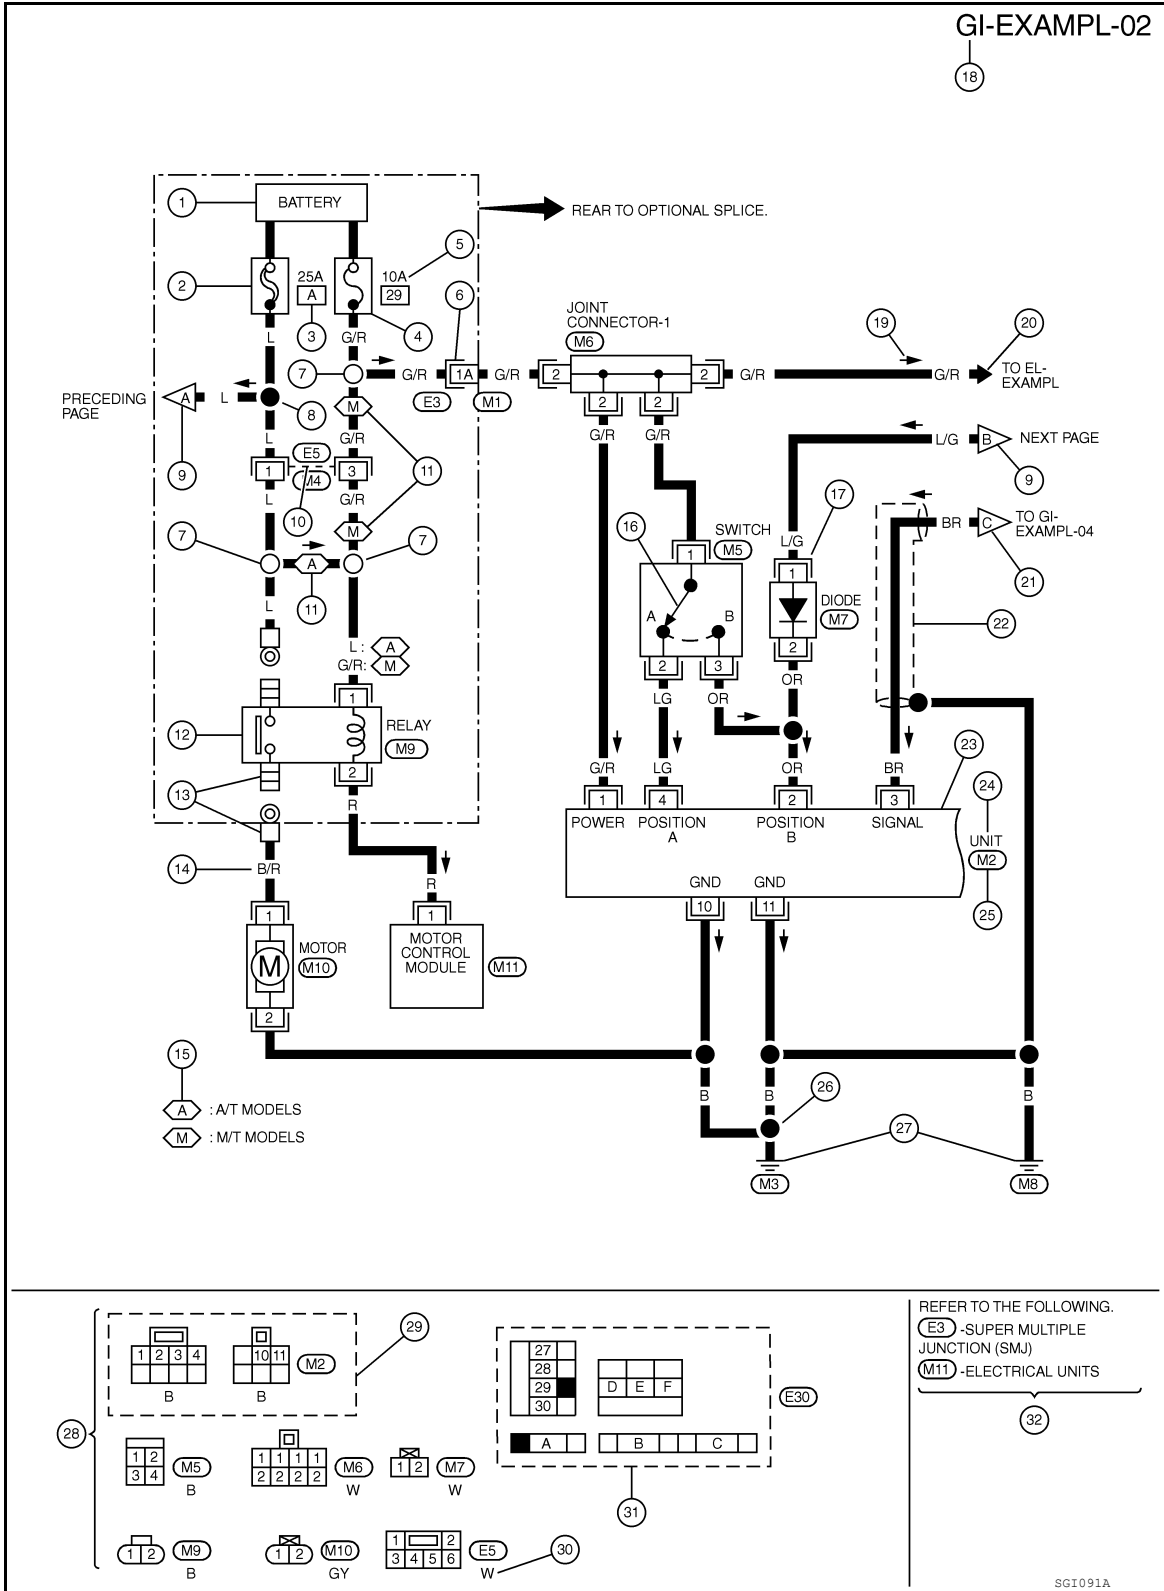 GI-EXAMPL-02
18
1
BATTERY
REAR TO OPTIONAL SPLICE.
5
2
25A
A
10A
29
6
3
4
L
G/R
JOINT
CONNECTOR-1
M6
19
20
7
G/R
1A
G/R
2
2
G/R
G/R
TO EL-
EXAMPL
E3
M1
PRECEDING
PAGE
A
L
8
M
2
2
L
G/R
G/R
G/R
L/G
B
NEXT PAGE
E5
1
3
11
9
9
M4
L
G/R
10
17
16
SWITCH
M5
BR
C
TO GI-
EXAMPL-04
7
M
7
L/G
1
1
A
21
11
L
A
B
DIODE
M7
22
2
L :
A
G/R:
M
2
3
OR
LG
OR
1
12
RELAY
M9
23
2
G/R
LG
OR
BR
13
R
1
4
2
3
24
POWER
POSITION
A
POSITION
B
SIGNAL
UNIT
M2
14
B/R
R
GND
GND
1
1
10
11
25
MOTOR
M10
M
MOTOR
CONTROL
MODULE
M11
2
15
26
B
B
B
A
: A/T MODELS
M
: M/T MODELS
27
M3
M8
28
29
1 2 3 4
10 11
M2
B
B
27
28
29
30
D E F
E30
A
B
C
31
1 2
3 4
M5
B
1 1 1 1
2 2 2 2
M6
W
1 2
M7
W
1 2
M9
B
1 2
M10
GY
1 2
3 4 5 6
E5
W
30
REFER TO THE FOLLOWING.
E3 -SUPER MULTIPLE
JUNCTION (SMJ)
M11 -ELECTRICAL UNITS
32
SGI091A